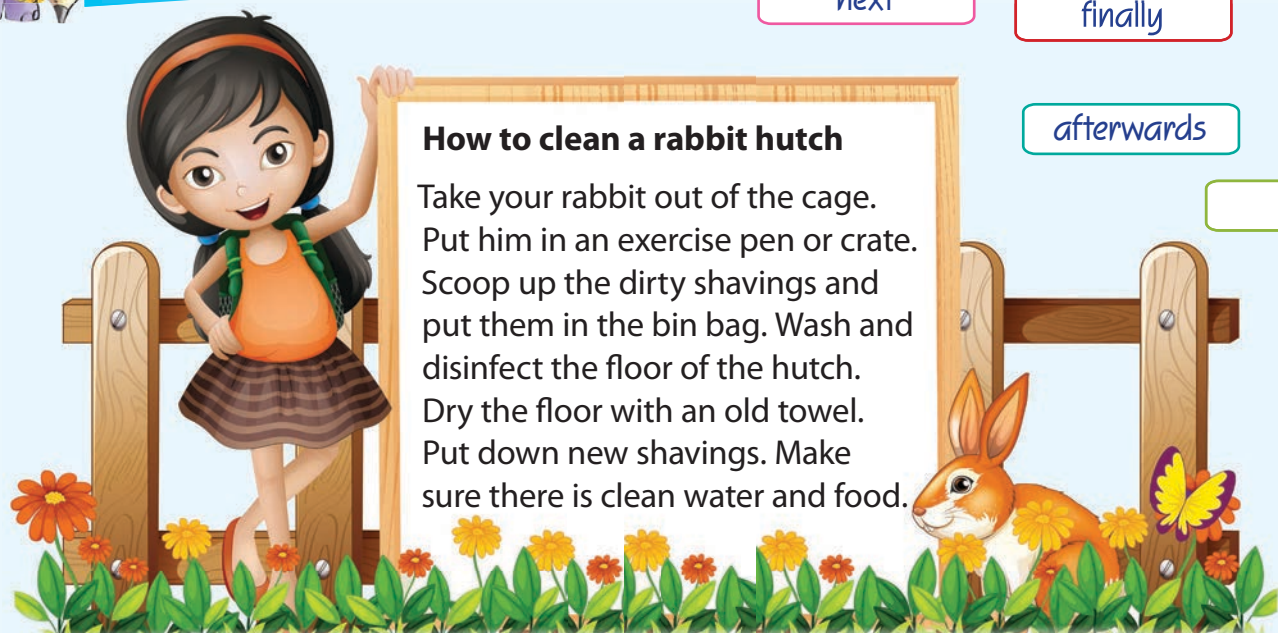 next
finally
afterwards
How to clean a rabbit hutch
Take your rabbit out of the cage.
Put him in an exercise pen or crate.
Scoop up the dirty shavings and
put them in the bin bag. Wash and
disinfect the floor of the hutch.
Dry the floor with an old towel.
Put down new shavings. Make
sure there is clean water and food.